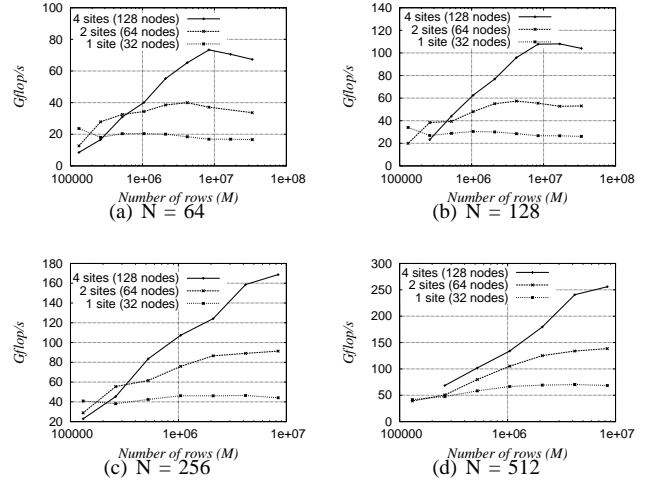 100
4 sites (128 nodes)
2 sites (64 nodes)
1 site (32 nodes)
80
60
40
20
0
Gflop/s
100000 1e+06 1e+07 1e+08
Number of rows (M)
(a) N = 64
140
4 sites (128 nodes)
2 sites (64 nodes)
1 site (32 nodes)
120
100
80
60
40
20
0
Gflop/s
100000 1e+06 1e+07 1e+08
Number of rows (M)
(b) N = 128
180
4 sites (128 nodes)
2 sites (64 nodes)
1 site (32 nodes)
160
140
120
100
80
60
40
20
Gflop/s
100000 1e+06 1e+07
Number of rows (M)
(c) N = 256
300
4 sites (128 nodes)
2 sites (64 nodes)
1 site (32 nodes)
250
200
150
100
50
0
Gflop/s
100000 1e+06 1e+07
Number of rows (M)
(d) N = 512